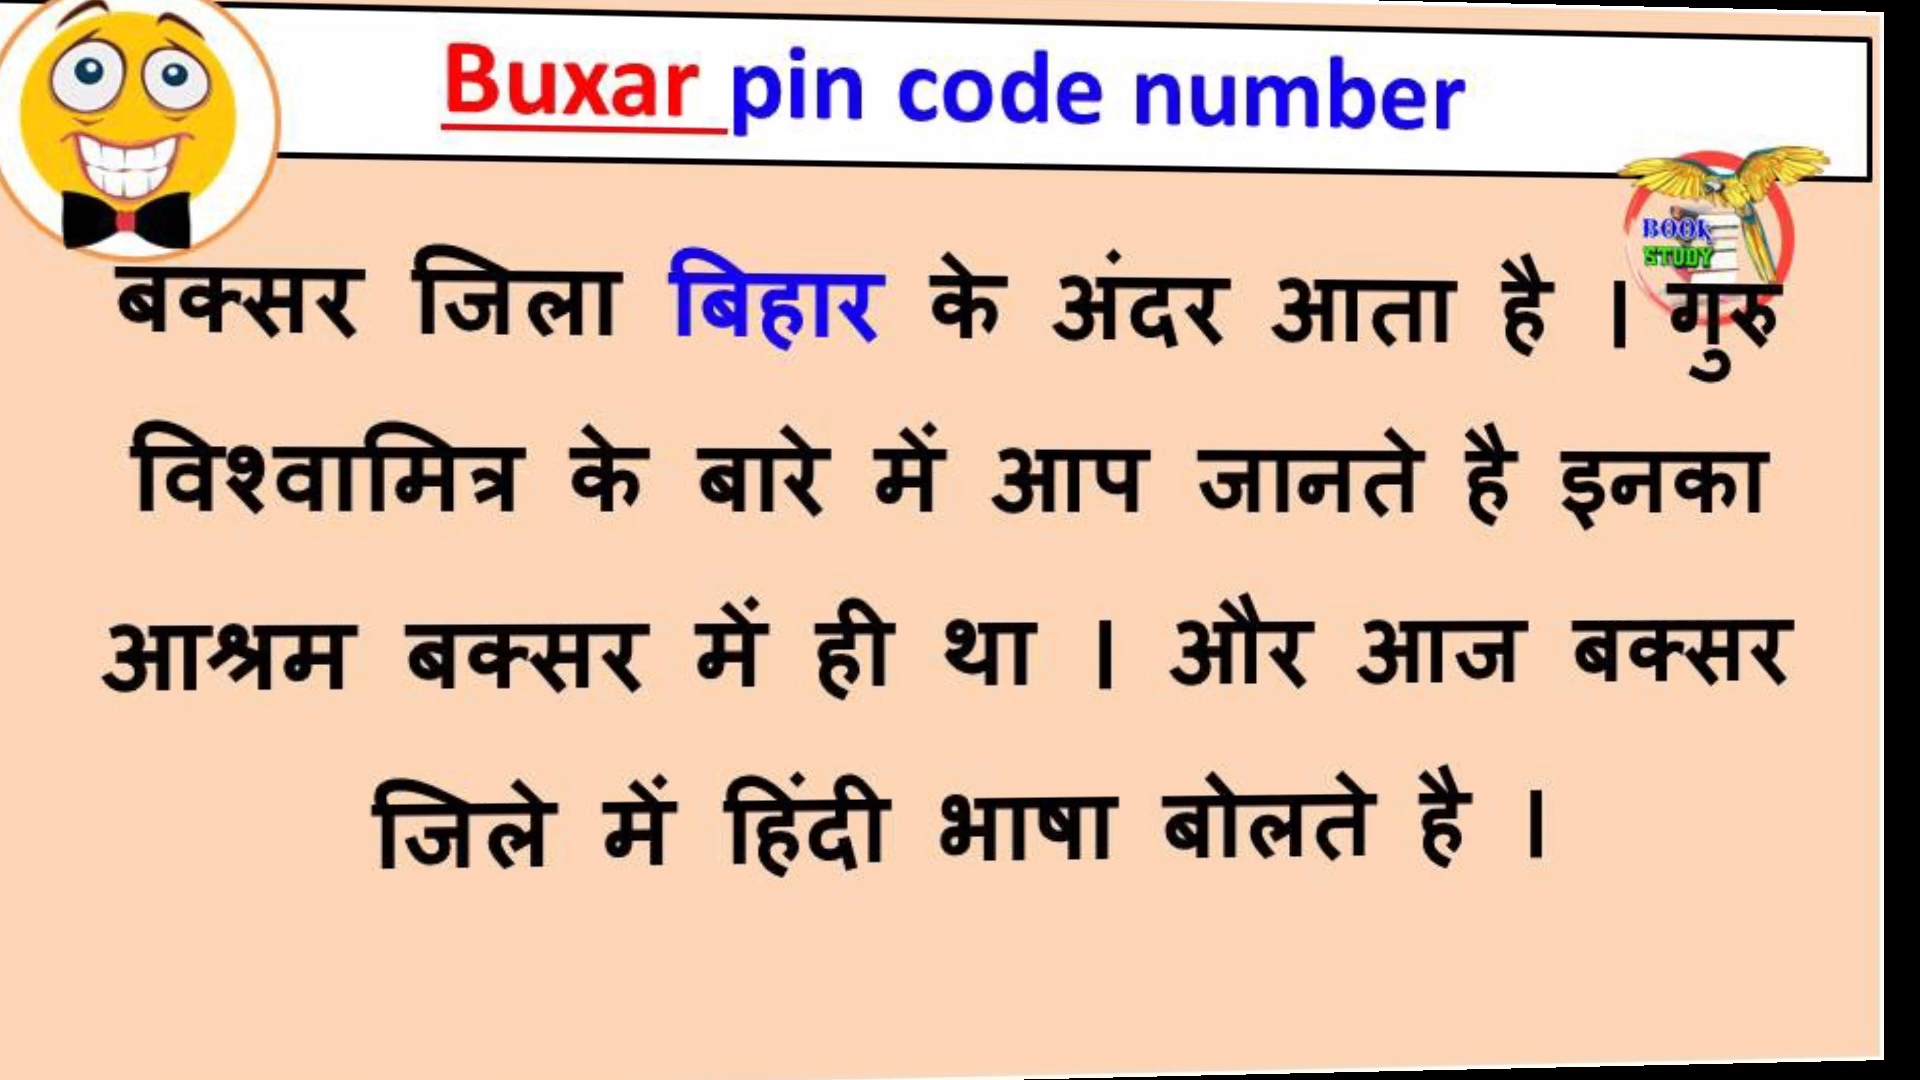 Buxar pin code number
BOOK
STUDY
बक्सर जिला बिहार के अंदर आता है । गुरु
विश्वामित्र के बारे में आप जानते है इनका
आश्रम बक्सर में ही था । और आज बक्सर
जिले में हिंदी भाषा बोलते है ।